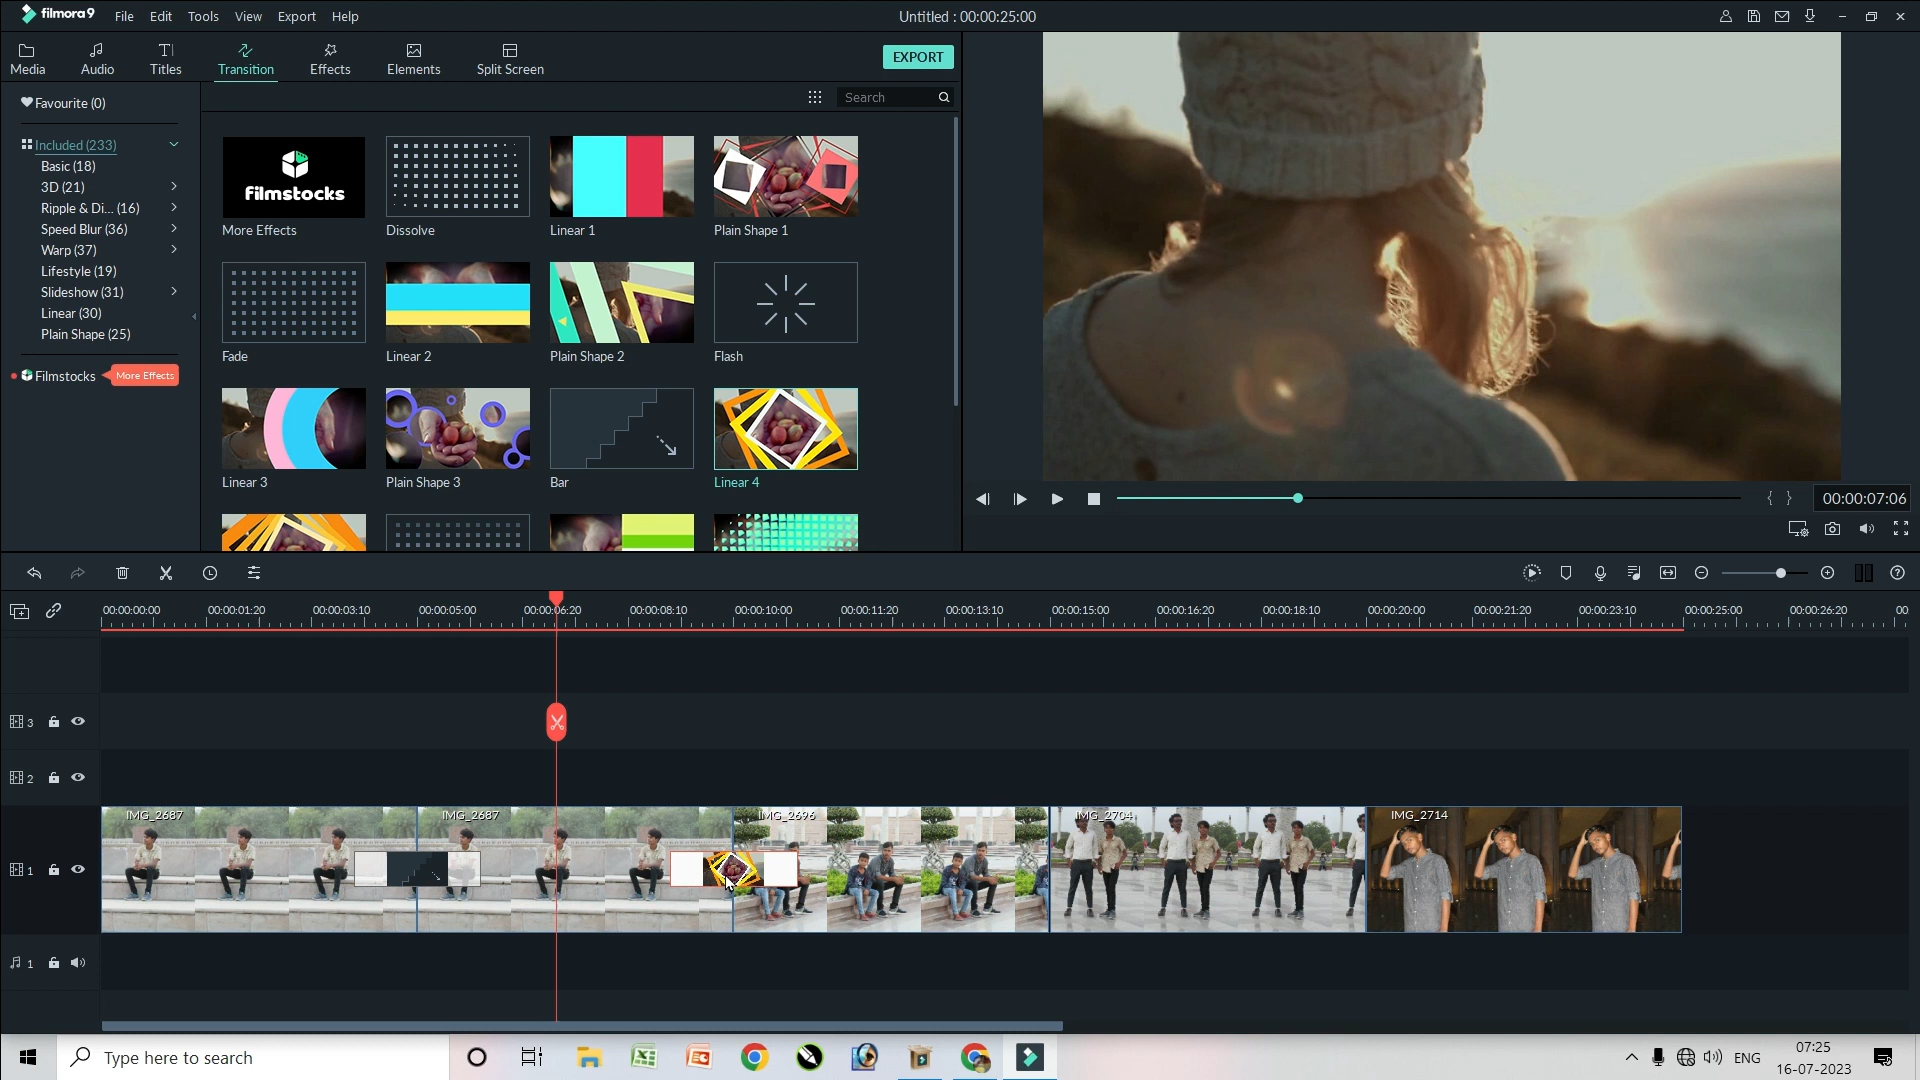 filmora 9
File Edit Tools View Export Help
Untitled : 00:00:25:00
Media Audio Titles Transition Effects Elements Split Screen
EXPORT
Favourite (0)
Search
Included (233)
Basic (18)
3D (21)
Ripple & Di... (16)
Speed Blur (36)
Warp (37)
Lifestyle (19)
Slideshow (31)
Linear (30)
Plain Shape (25)
Filmstocks More Effects
filmstocks
More Effects Dissolve Linear 1 Plain Shape 1
Fade Linear 2 Plain Shape 2 Flash
Linear 3 Plain Shape 3 Bar Linear 4
00:00:07:06
00:00:00:00 00:00:01:20 00:00:03:10 00:00:05:00 00:00:06:20 00:00:08:10 00:00:10:00 00:00:11:20 00:00:13:10 00:00:15:00 00:00:16:20 00:00:18:10 00:00:20:00 00:00:21:20 00:00:23:10 00:00:25:00 00:00:26:20 00
3
2
IMG_2687 IMG_2687 IMG_2696 IMG_2704 IMG_2714
1
1
Type here to search
ENG
07:25
16-07-2023